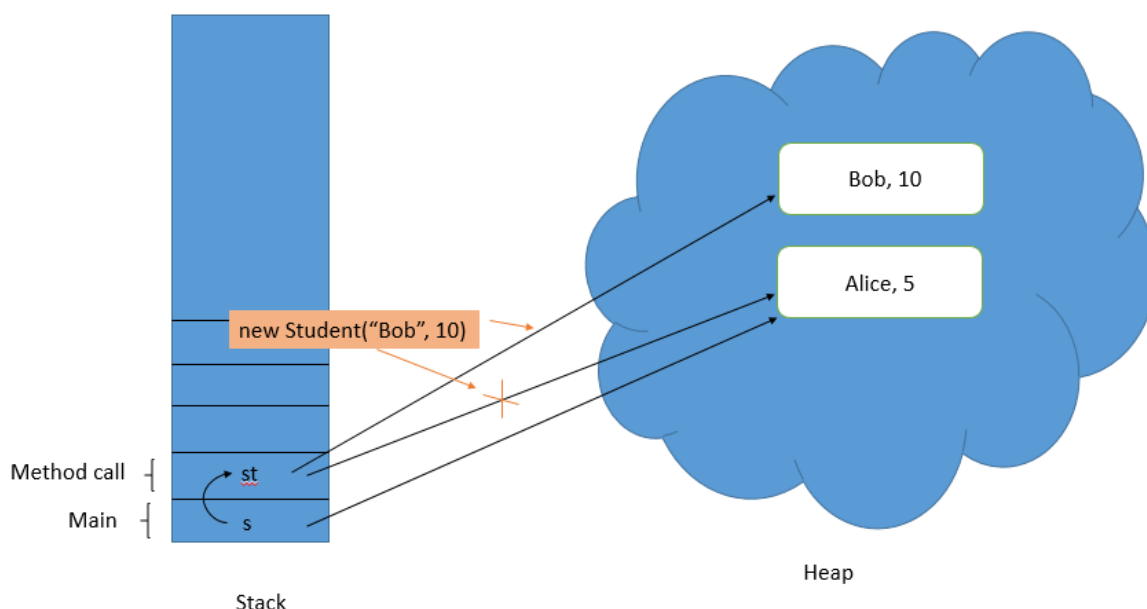 Bob, 10
Alice, 5
new Student(“Bob”, 10)
Method call
st
Main
s
Heap
Stack